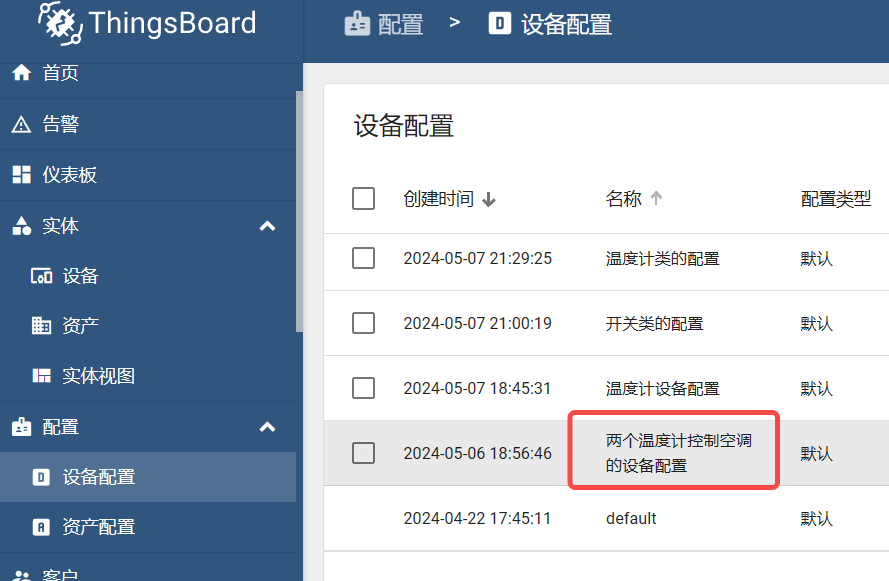 ThingsBoard
配置 > D 设备配置
首页
告警
仪表板
实体
设备
资产
实体视图
配置
D 设备配置
A 资产配置
客户
设备配置
创建时间 名称 配置类型
2024-05-07 21:29:25 温度计类的配置 默认
2024-05-07 21:00:19 开关类的配置 默认
2024-05-07 18:45:31 温度计设备配置 默认
2024-05-06 18:56:46 两个温度计控制空调 默认
的设备配置
2024-04-22 17:45:11 default 默认